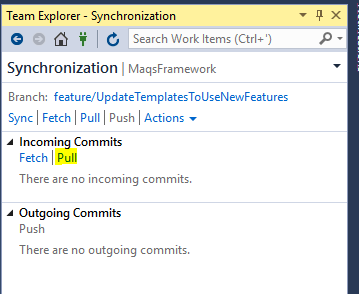 Team Explorer - Synchronization
Search Work Items (Ctrl+')
Synchronization | MaqsFramework
Branch: feature/UpdateTemplatesToUseNewFeatures
Sync | Fetch | Pull | Push | Actions
Incoming Commits
Fetch | Pull
There are no incoming commits.
Outgoing Commits
Push
There are no outgoing commits.